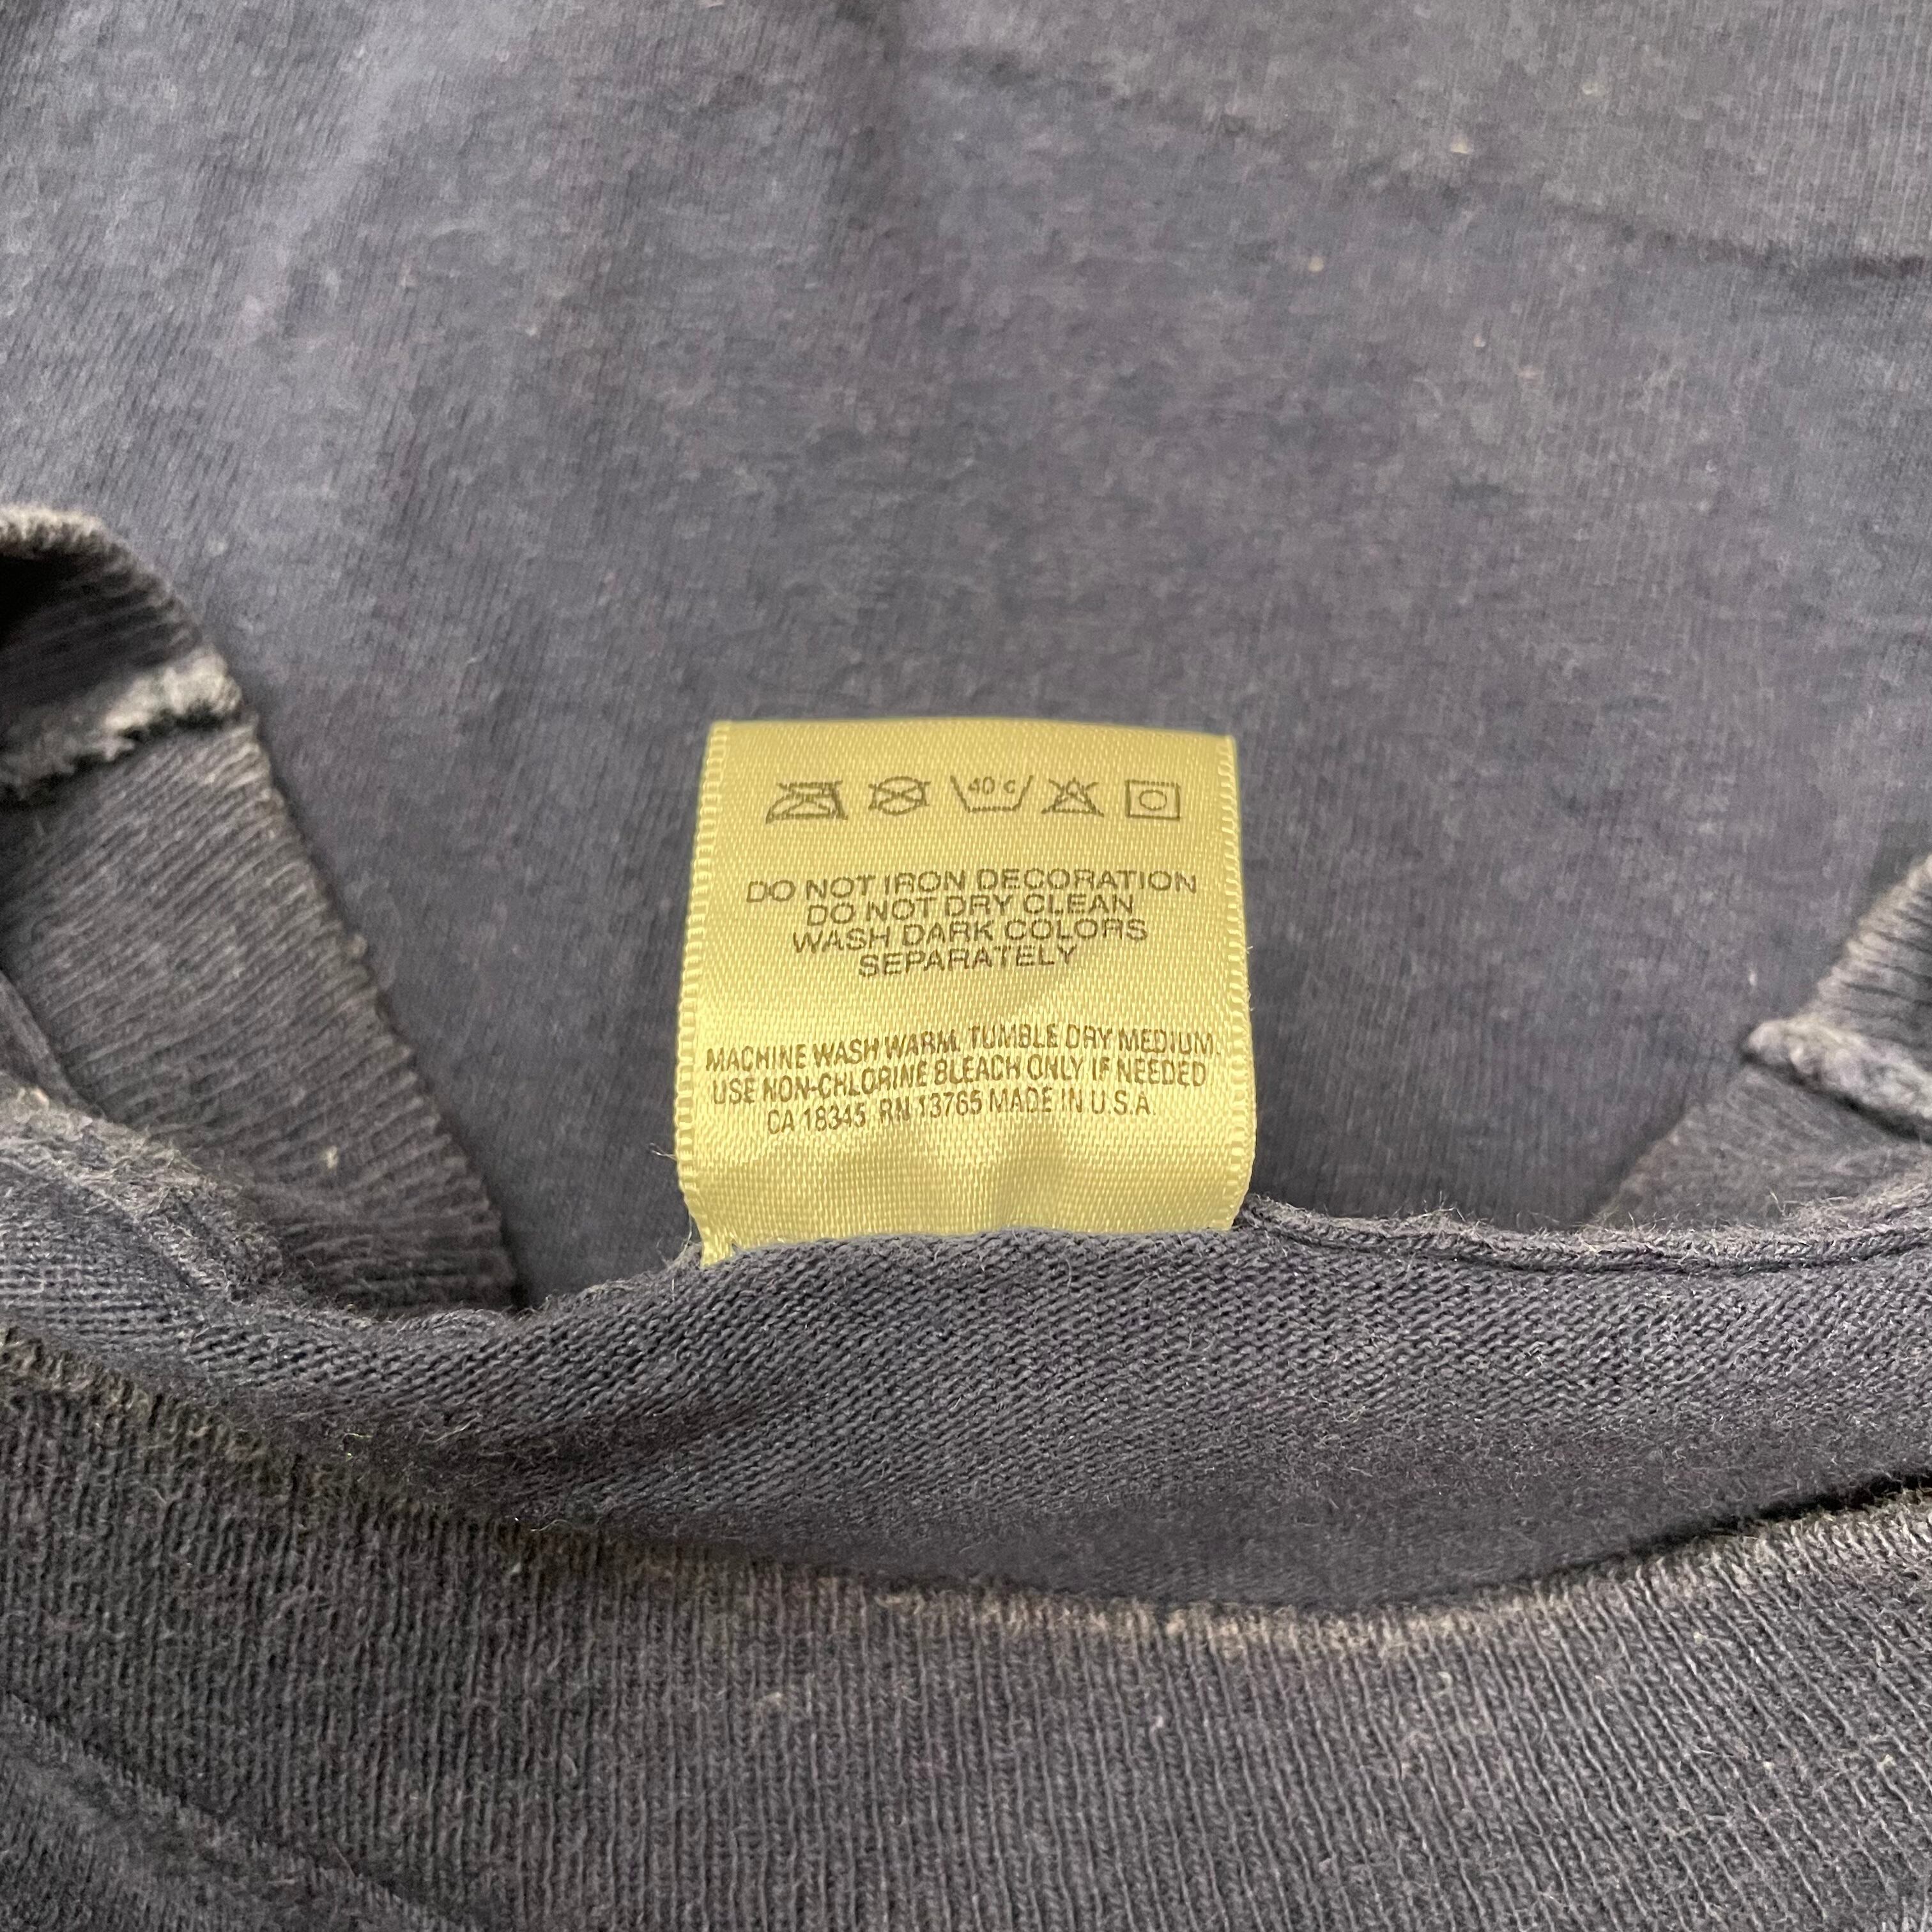 40 c
DO NOT IRON DECORATION
DO NOT DRY CLEAN
WASH DARK COLORS
SEPARATELY
MACHINE WASH WARM. TUMBLE DRY MEDIUM.
USE NON-CHLORINE BLEACH ONLY IF NEEDED
CA 18345 RN 13765 MADE IN U.S.A.